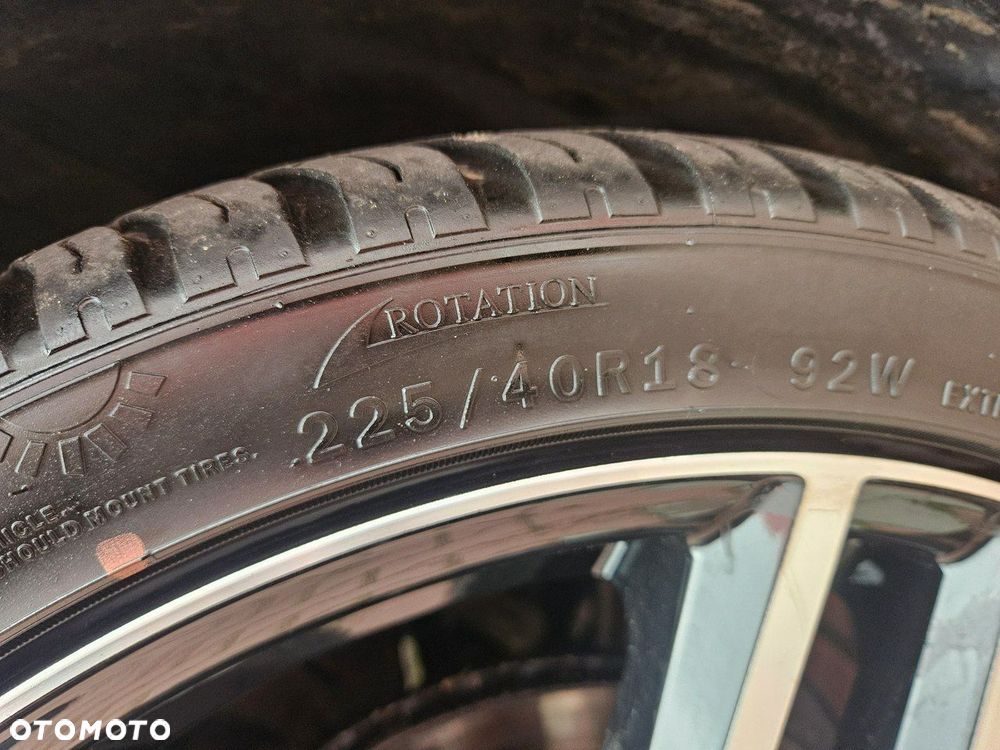 ROTATION
225/40R18 92W
SHOULD MOUNT TIRES.
OTOMOTO